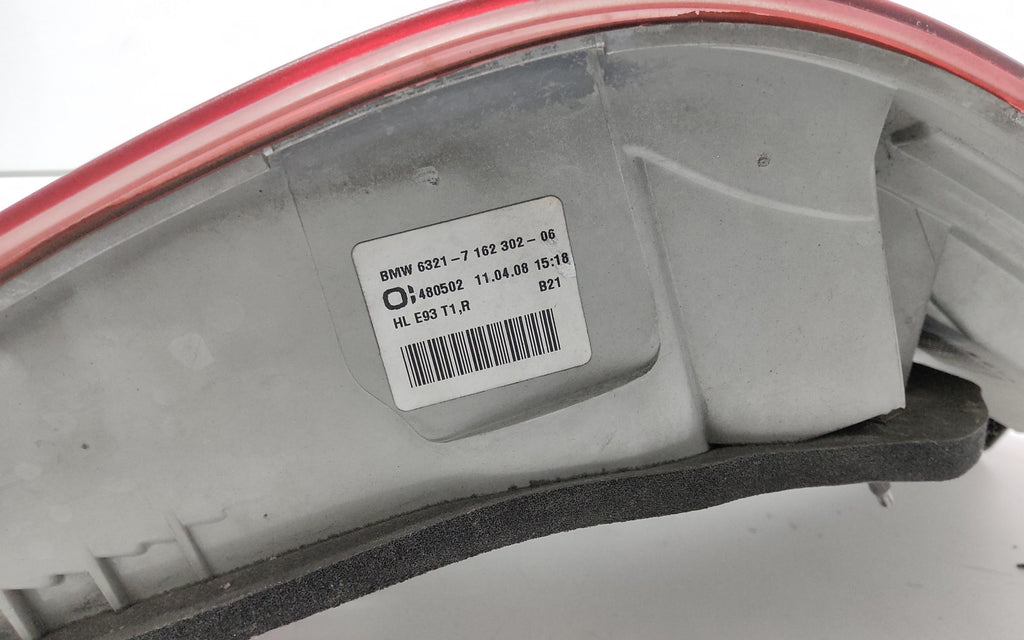 BMW 6321-7 162 302-06
480502 11.04.08 15:18
HL E93 T1,R B21